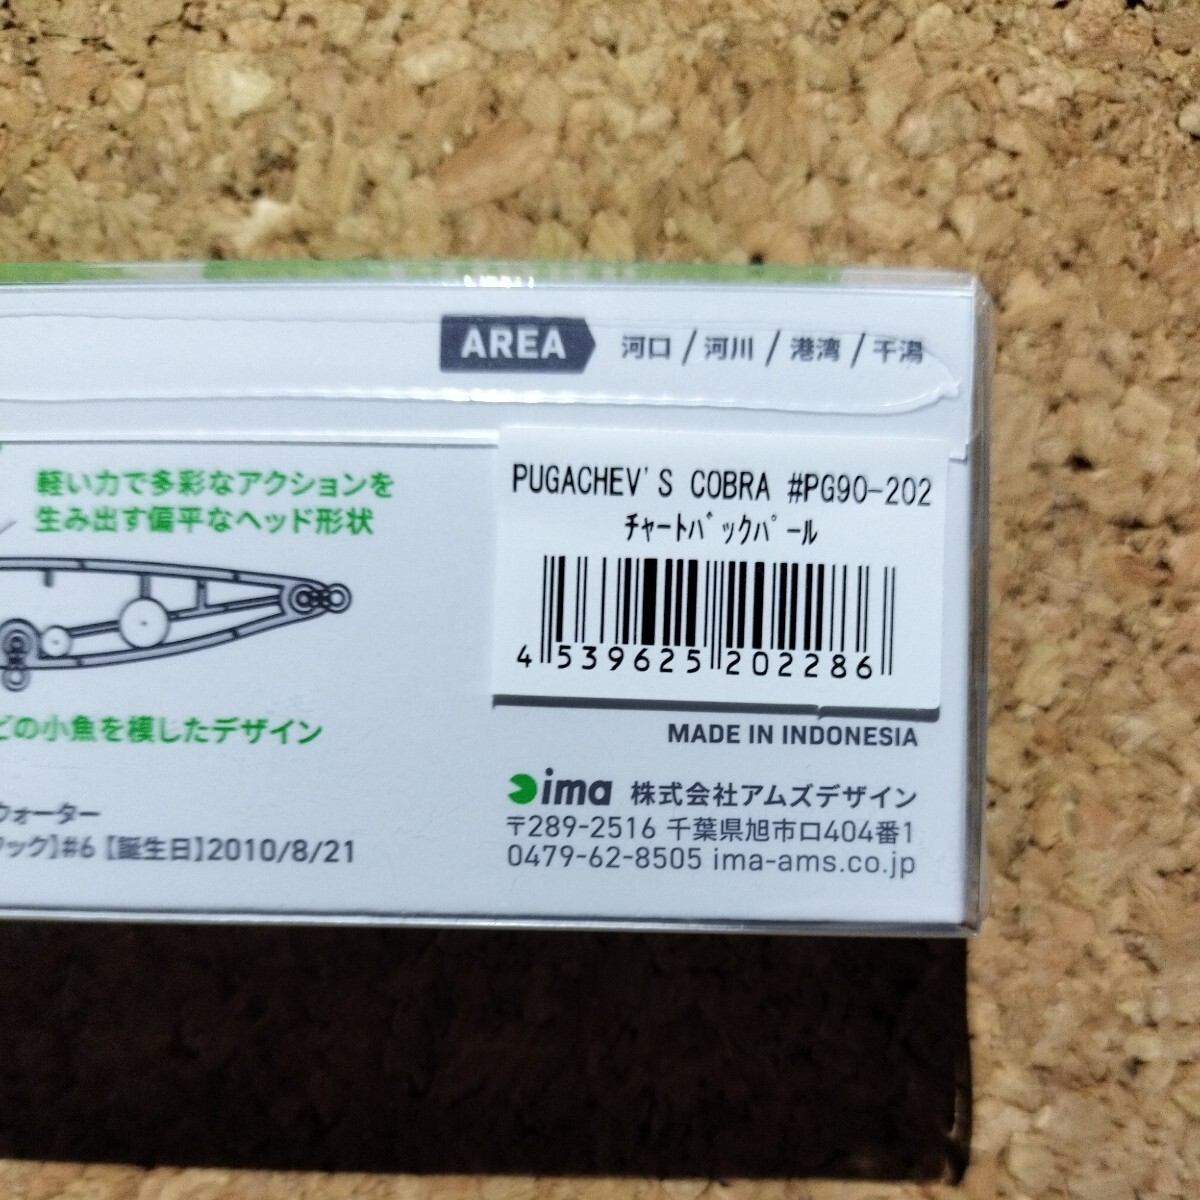 AREA 河口 / 河川 / 港湾 / 干潟
軽い力で多彩なアクションを
生み出す偏平なヘッド形状
PUGACHEV'S COBRA #PG90-202
ﾁｬｰﾄﾊﾞｯｸﾊﾟｰﾙ
4 539625 202286
どの小魚を模したデザイン
MADE IN INDONESIA
ima 株式会社アムズデザイン
〒289-2516 千葉県旭市ロ404番1
0479-62-8505 ima-ams.co.jp
ウォーター
フック】#6 【誕生日】2010/8/21